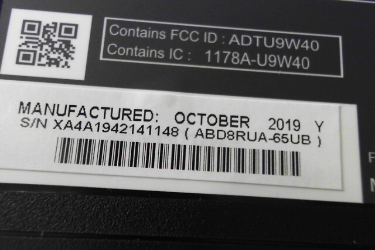 Contains FCC ID : ADTU9W40
Contains IC : 1178A-U9W40
MANUFACTURED: OCTOBER 2019 Y
S/N XA4A1942141148 ( ABD8RUA-65UB )